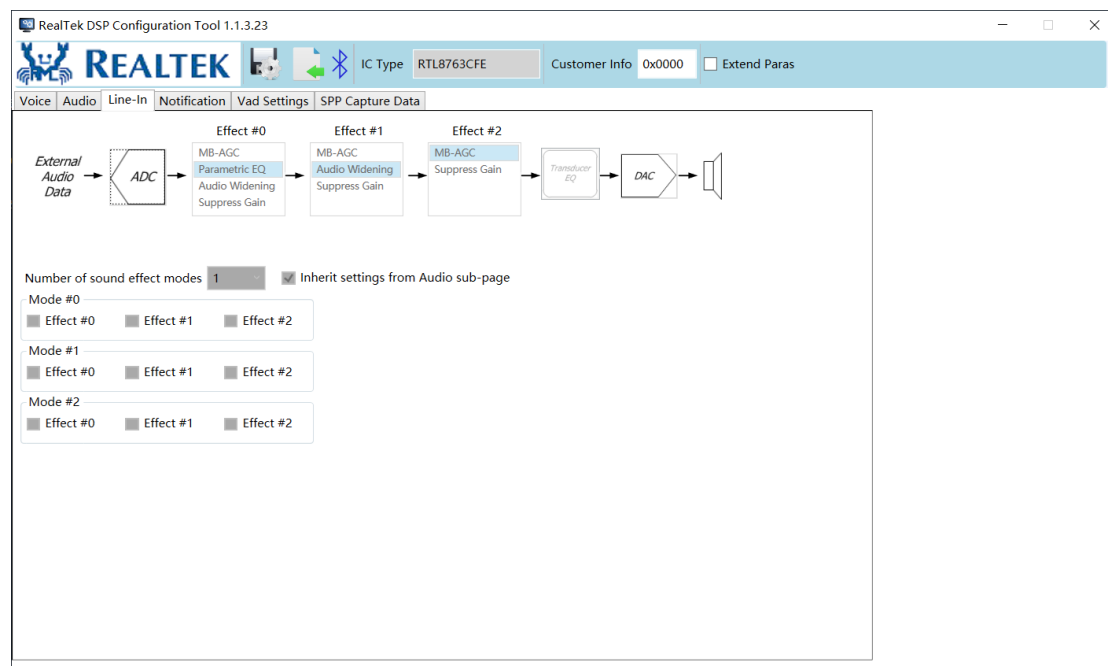 RealTek DSP Configuration Tool 1.1.3.23
REALTEK IC Type RTL8763CFE Customer Info 0x0000 Extend Paras
Voice Audio Line-In Notification Vad Settings SPP Capture Data
Effect #0 Effect #1 Effect #2
External Audio Data
ADC
MB-AGC
Parametric EQ
Audio Widening
Suppress Gain
MB-AGC
Audio Widening
Suppress Gain
MB-AGC
Suppress Gain
Transducer EQ
DAC
Number of sound effect modes 1 Inherit settings from Audio sub-page
Mode #0
Effect #0 Effect #1 Effect #2
Mode #1
Effect #0 Effect #1 Effect #2
Mode #2
Effect #0 Effect #1 Effect #2